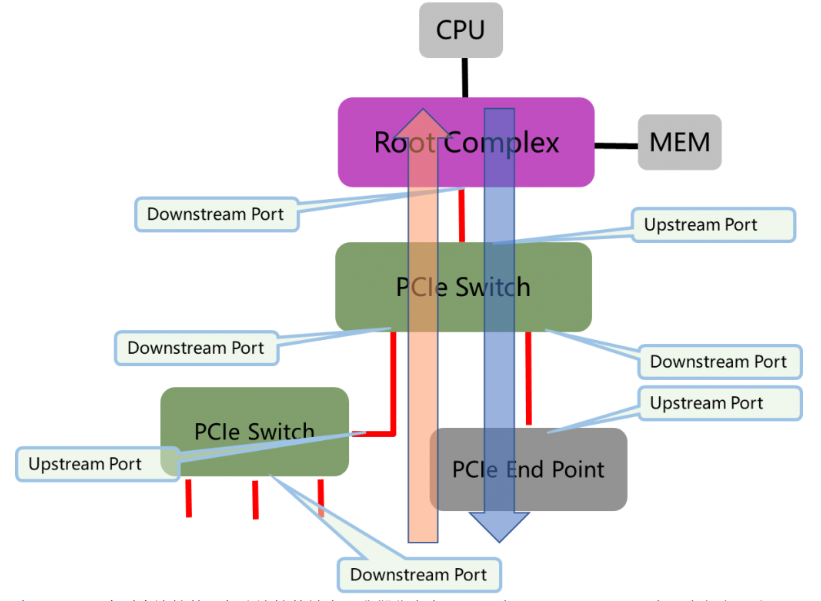 CPU
Root Complex
MEM
Downstream Port
Upstream Port
PCIe Switch
Downstream Port
Downstream Port
Upstream Port
PCIe Switch
Upstream Port
PCIe End Point
Downstream Port